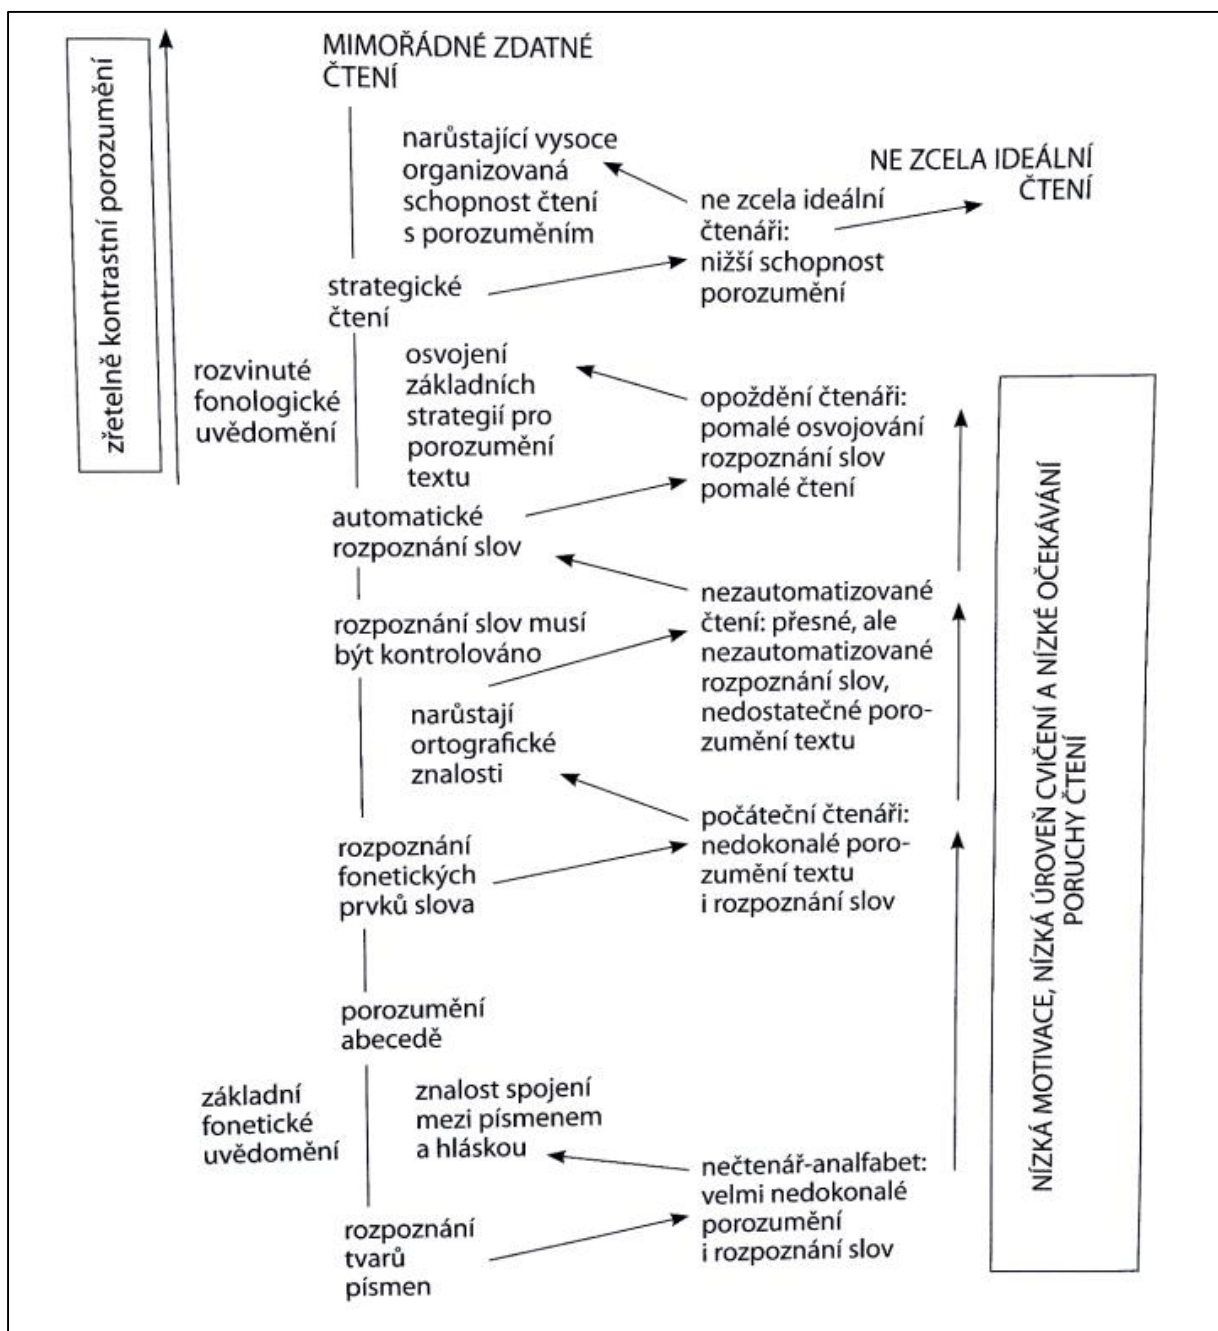 zřetelně kontrastní porozumění
MIMOŘÁDNÉ ZDATNÉ
ČTENÍ
narůstající vysoce
organizovaná
schopnost čtení
s porozuměním
NE ZCELA IDEÁLNÍ
ČTENÍ
ne zcela ideální
čtenáři:
nižší schopnost
porozumění
strategické
čtení
rozvinuté
fonologické
uvědomění
osvojení
základních
strategií pro
porozumění
textu
opoždění čtenáři:
pomalé osvojování
rozpoznání slov
pomalé čtení
automatické
rozpoznání slov
nezautomatizované
čtení: přesné, ale
nezautomatizované
rozpoznání slov,
nedostatečné poro-
zumění textu
rozpoznání slov musí
být kontrolováno
narůstají
ortografické
znalosti
počáteční čtenáři:
nedokonalé poro-
zumění textu
i rozpoznání slov
rozpoznání
fonetických
prvků slova
porozumění
abecedě
základní
fonetické
uvědomění
znalost spojení
mezi písmenem
a hláskou
nečtenář-analfabet:
velmi nedokonalé
porozumění
i rozpoznání slov
rozpoznání
tvarů
písmen
NÍZKÁ MOTIVACE, NÍZKÁ ÚROVEŇ CVIČENÍ A NÍZKÉ OČEKÁVÁNÍ
PORUCHY ČTENÍ